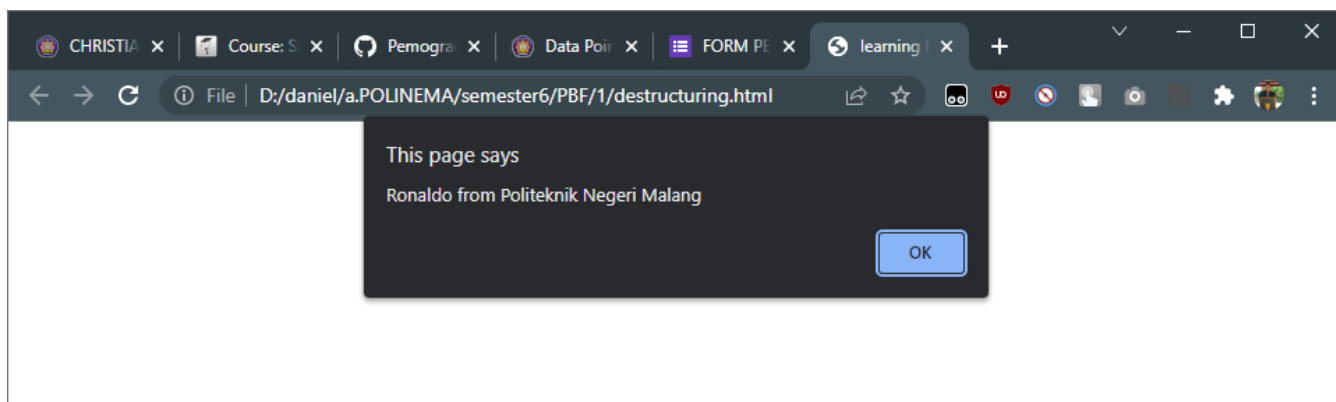 CHRISTIA
Course: S
Pemogra
Data Poin
FORM PE
learning
File D:/daniel/a.POLINEMA/semester6/PBF/1/destructuring.html
This page says
Ronaldo from Politeknik Negeri Malang
OK